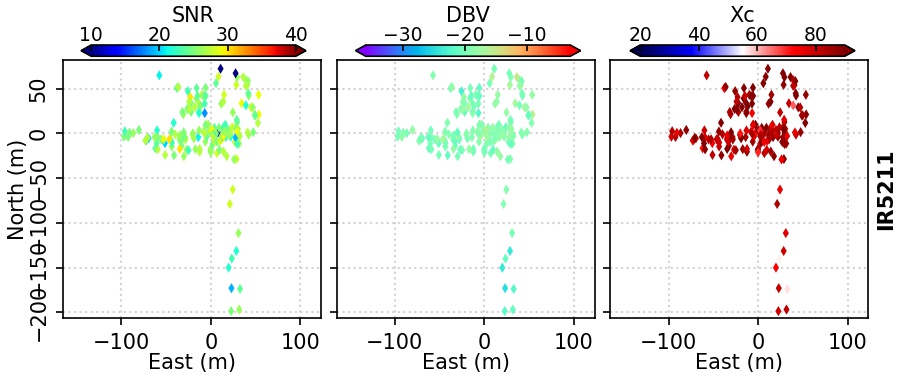 SNR DBV Xc
10 20 30 40 −30 −20 −10 20 40 60 80
North (m)
50
0
−50
−100
−150
−200
−100 0 100 −100 0 100 −100 0 100
East (m) East (m) East (m)
IR5211